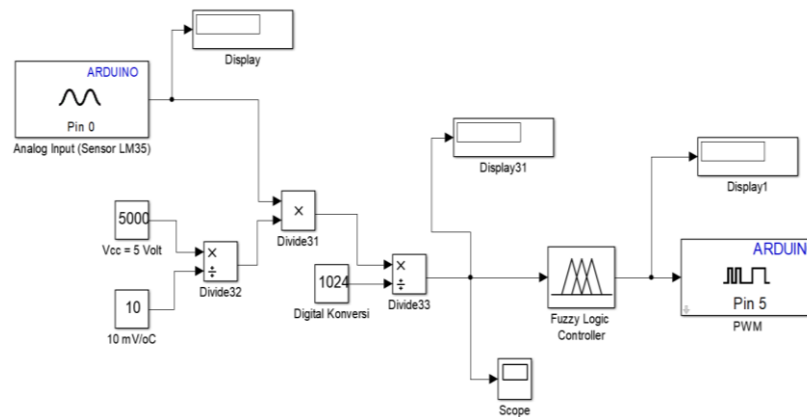 Display
ARDUINO
Pin 0
Analog Input (Sensor LM35)
Display31
Display1
5000
Vcc = 5 Volt
×
÷
Divide32
×
Divide31
10
10 mV/oC
1024
Digital Konversi
×
÷
Divide33
Fuzzy Logic
Controller
ARDUIN
Pin 5
PWM
Scope